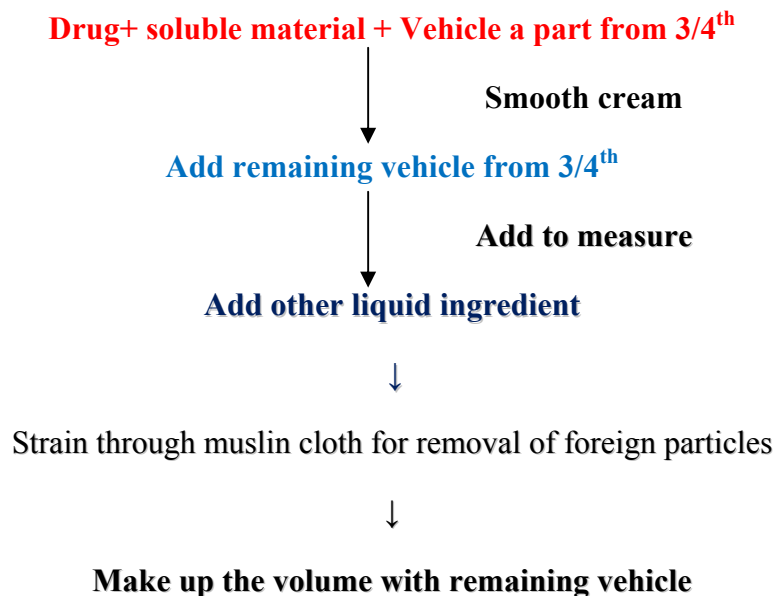 Drug+ soluble material + Vehicle a part from 3/4th
Smooth cream
Add remaining vehicle from 3/4th
Add to measure
Add other liquid ingredient
↓
Strain through muslin cloth for removal of foreign particles
↓
Make up the volume with remaining vehicle